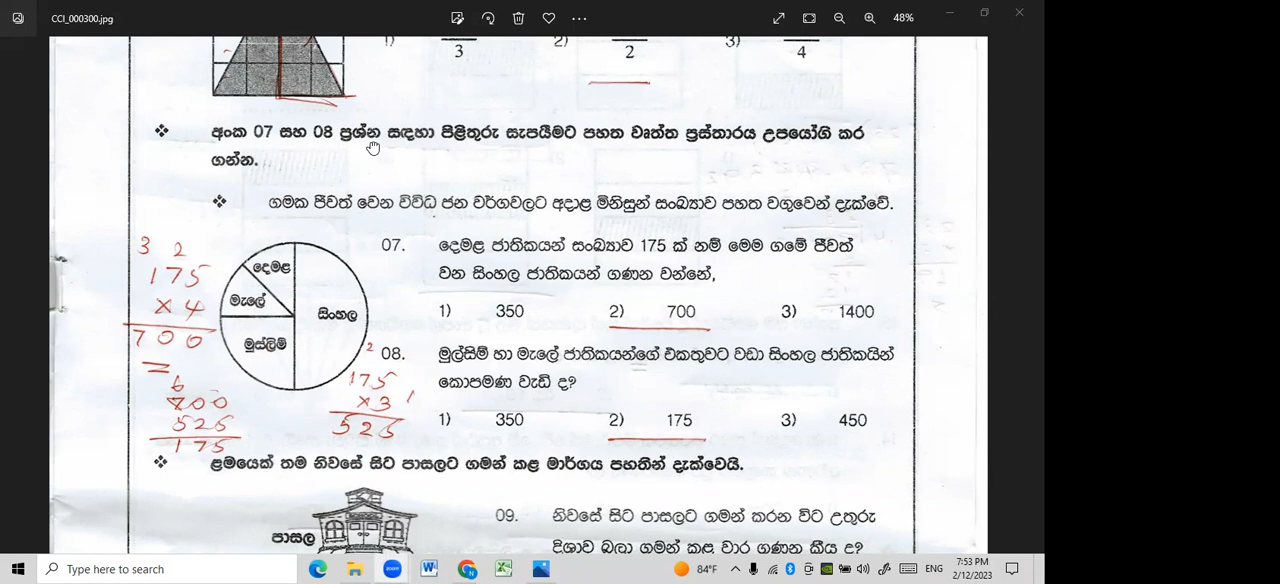 CCI_000300.jpg
48%
1) 3 2) 2 3) 4
❖ අංක 07 සහ 08 ප්‍රශ්න සඳහා පිළිතුරු සැපයීමට පහත වෘත්ත ප්‍රස්තාරය උපයෝගි කර
ගන්න.
❖ ගමක ජීවත් වෙන විවිධ ජන වර්ගවලට අදාළ මිනිසුන් සංඛ්‍යාව පහත වගුවෙන් දැක්වේ.
07. දෙමළ ජාතිකයන් සංඛ්‍යාව 175 ක් නම් මෙම ගමේ ජීවත්
වන සිංහල ජාතිකයන් ගණන වන්නේ,
1) 350 2) 700 3) 1400
3 2
175
× 4
700
දෙමළ
මැලේ
සිංහල
මුස්ලිම්
08. මුල්සිම් හා මැලේ ජාතිකයන්ගේ එකතුවට වඩා සිංහල ජාතිකයින්
කොපමණ වැඩි ද?
1) 350 2) 175 3) 450
6
700
525
175
2
175
×3 1
525
❖ ළමයෙක් තම නිවසේ සිට පාසලට ගමන් කළ මාර්ගය පහතින් දැක්වෙයි.
පාසල
09. නිවසේ සිට පාසලට ගමන් කරන විට උතුරු
දිශාව බලා ගමන් කළ වාර ගණන කීය ද?
Type here to search
84°F
ENG
7:53 PM
2/12/2023